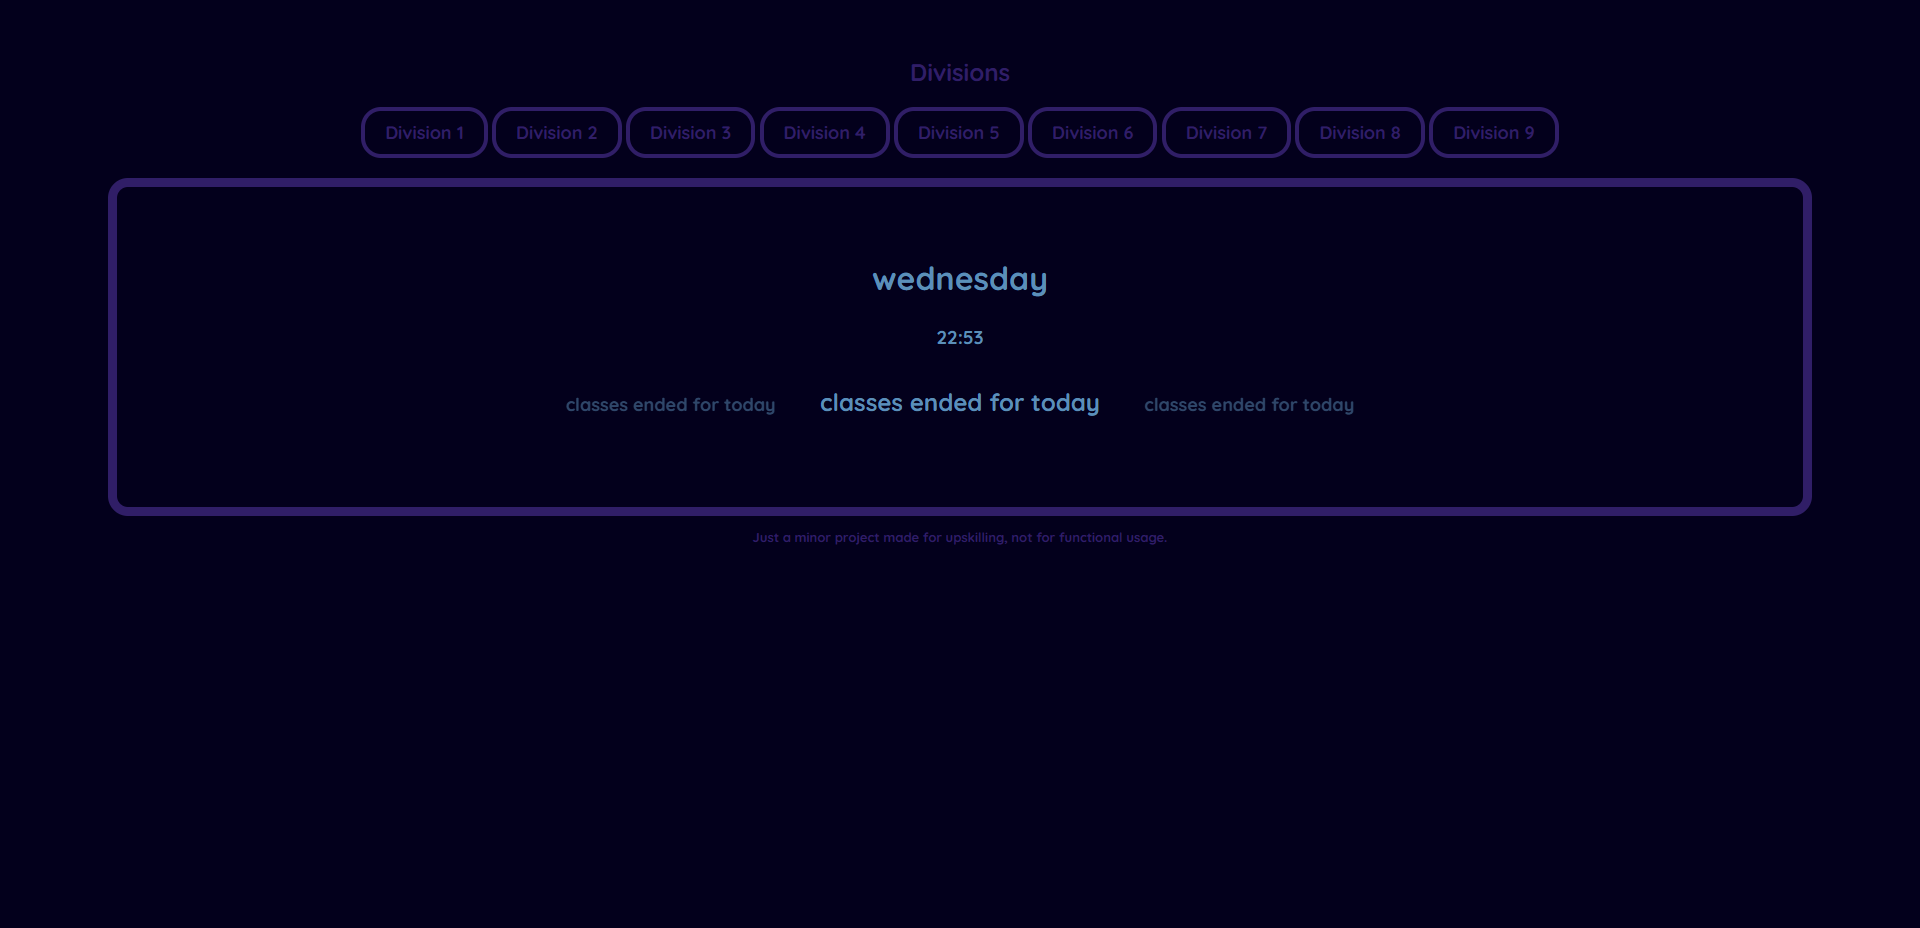 Divisions
Division 1 Division 2 Division 3 Division 4 Division 5 Division 6 Division 7 Division 8 Division 9
wednesday
22:53
classes ended for today classes ended for today classes ended for today
Just a minor project made for upskilling, not for functional usage.